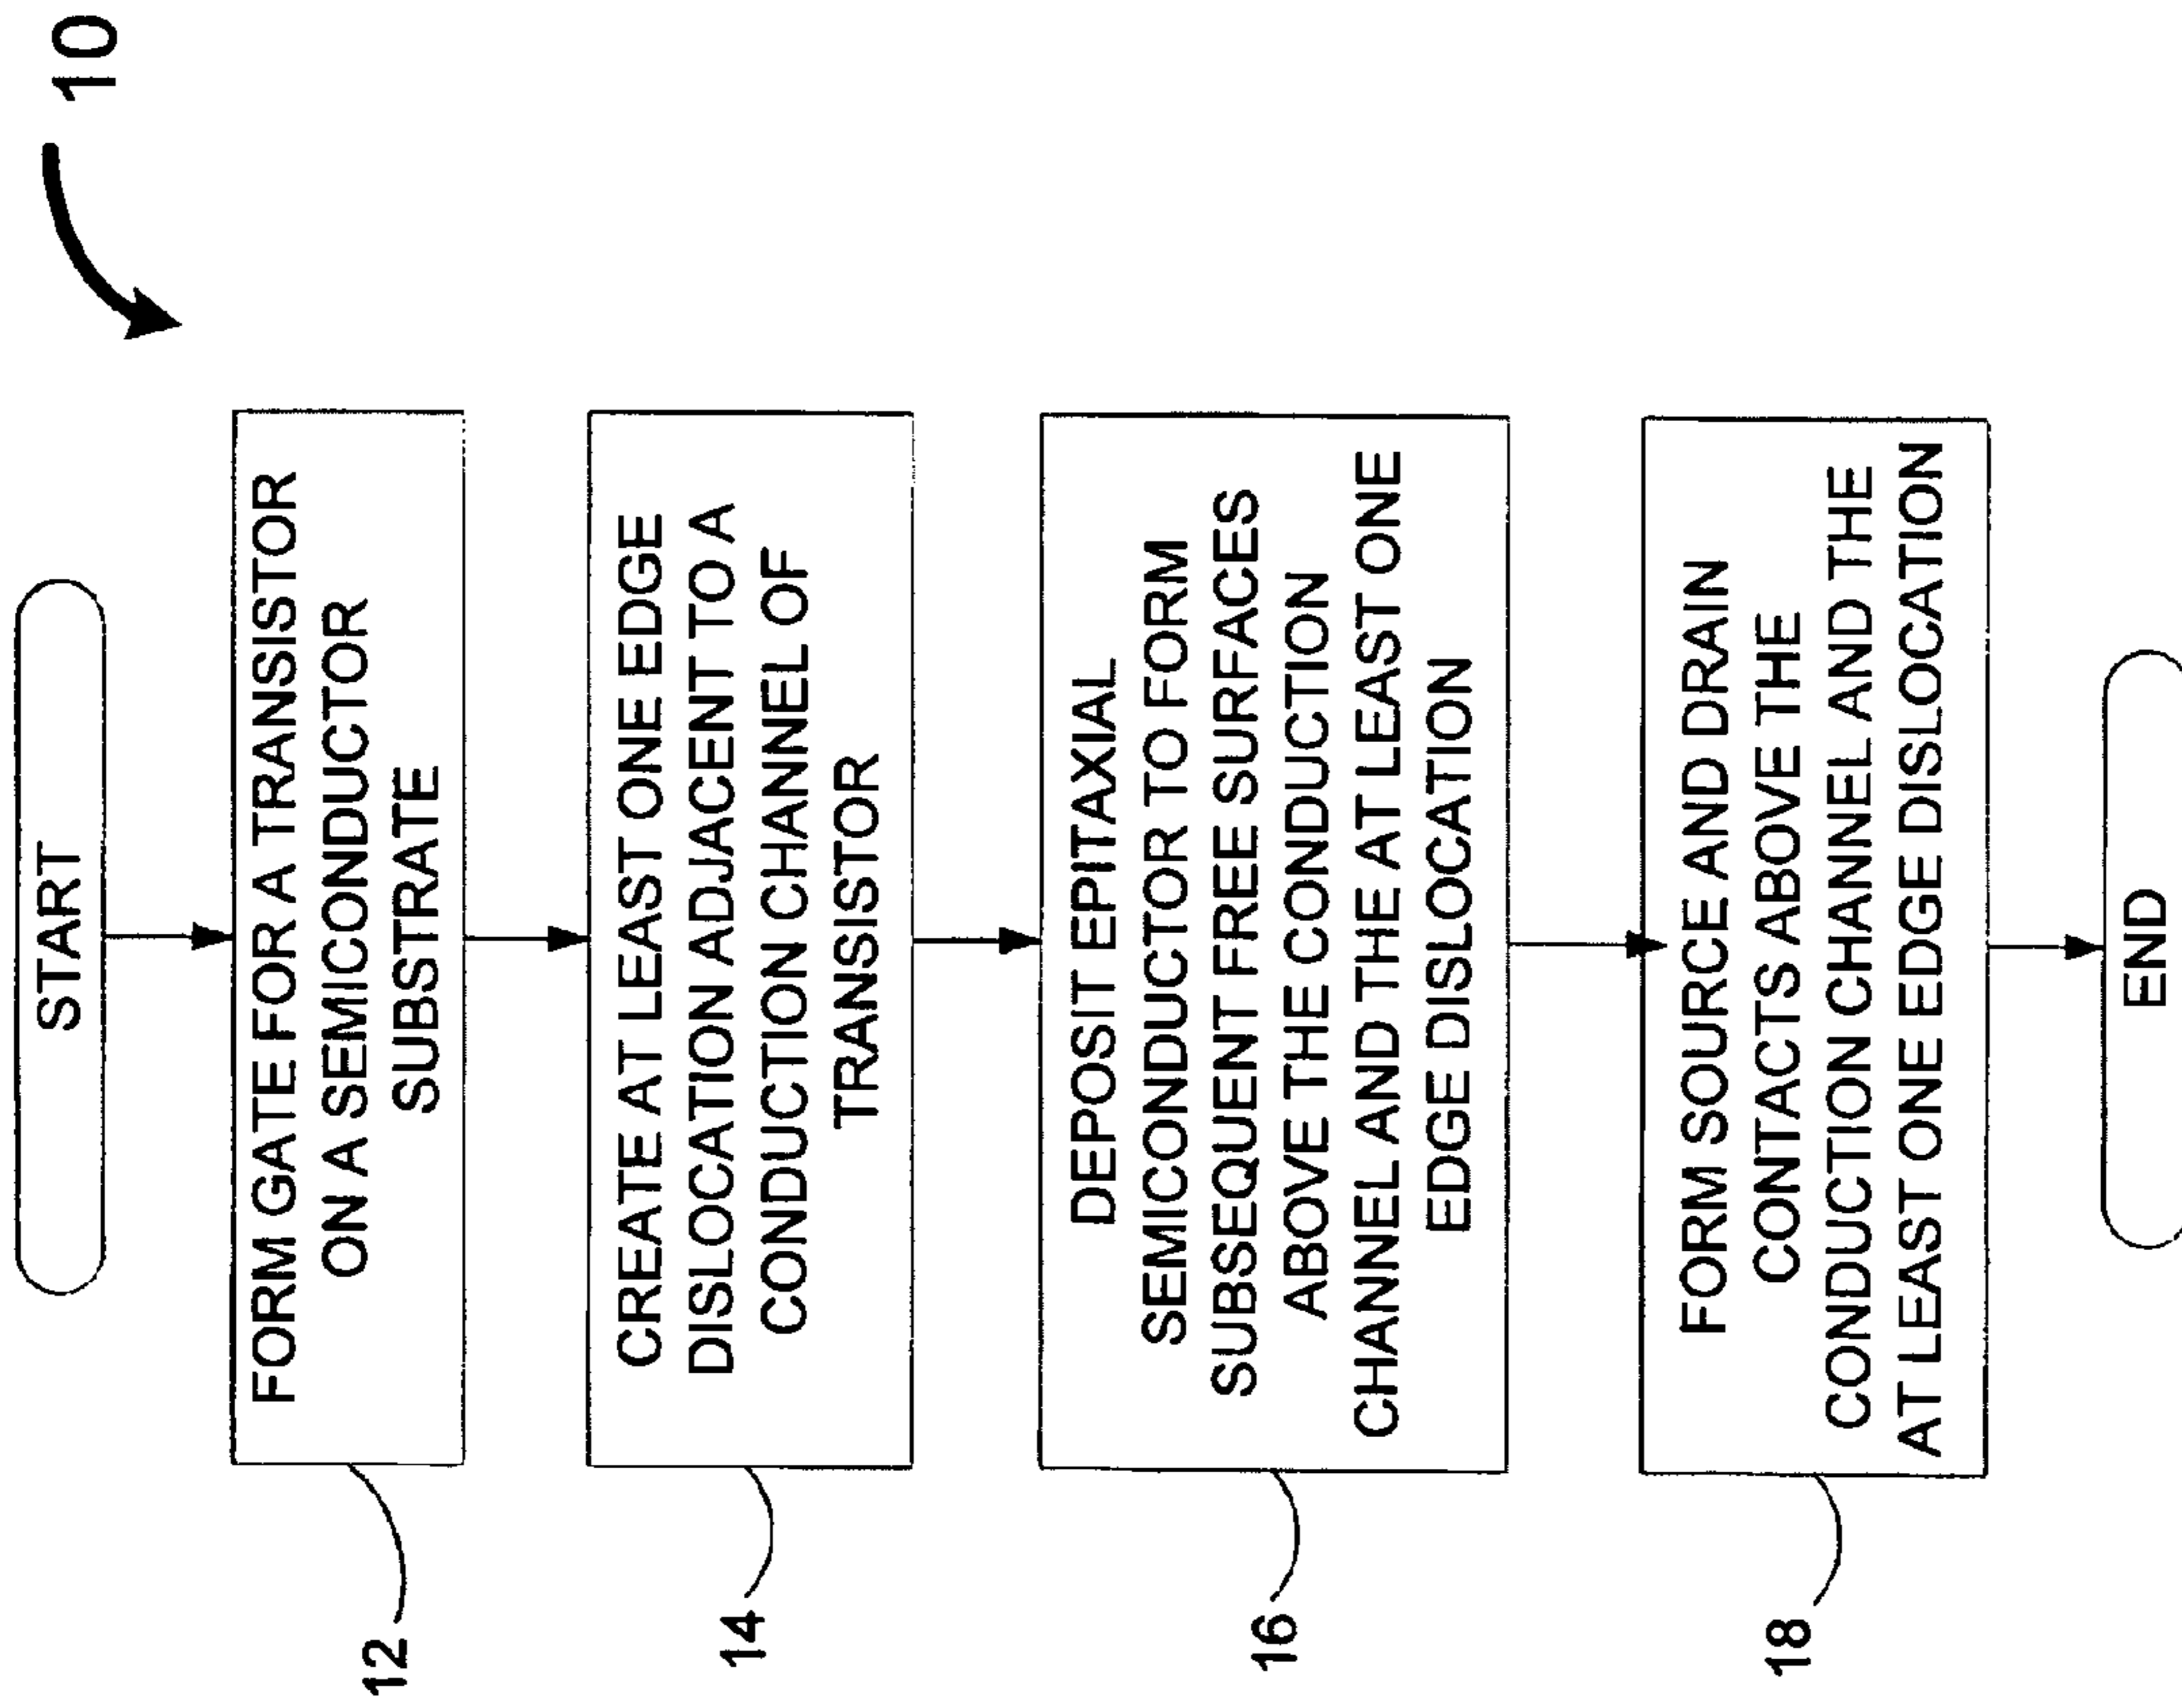 10
START
12
FORM GATE FOR A TRANSISTOR
ON A SEMICONDUCTOR
SUBSTRATE
14
CREATE AT LEAST ONE EDGE
DISLOCATION ADJACENT TO A
CONDUCTION CHANNEL OF
TRANSISTOR
16
DEPOSIT EPITAXIAL
SEMICONDUCTOR TO FORM
SUBSEQUENT FREE SURFACES
ABOVE THE CONDUCTION
CHANNEL AND THE AT LEAST ONE
EDGE DISLOCATION
18
FORM SOURCE AND DRAIN
CONTACTS ABOVE THE
CONDUCTION CHANNEL AND THE
AT LEAST ONE EDGE DISLOCATION
END